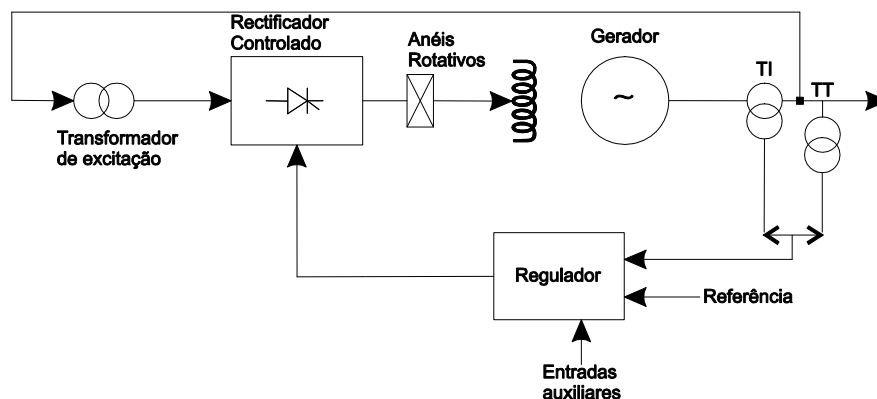 Rectificador
Controlado
Anéis
Rotativos
Gerador
TI
TT
~
Transformador
de excitação
Regulador
Referência
Entradas
auxiliares